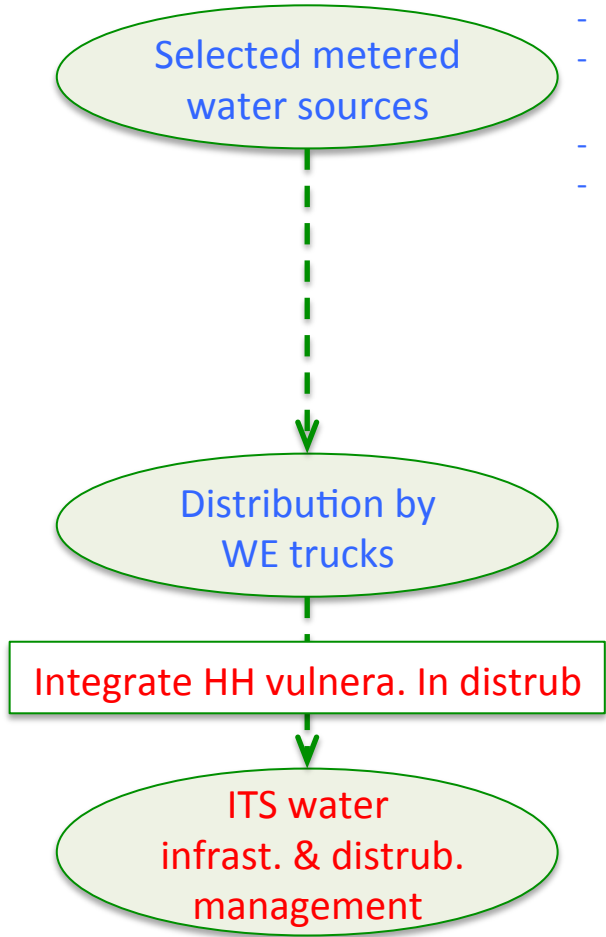 Selected metered
water sources
-
-
-
-
Distribution by
WE trucks
Integrate HH vulnera. In distrub
ITS water
infrast. & distrub.
management